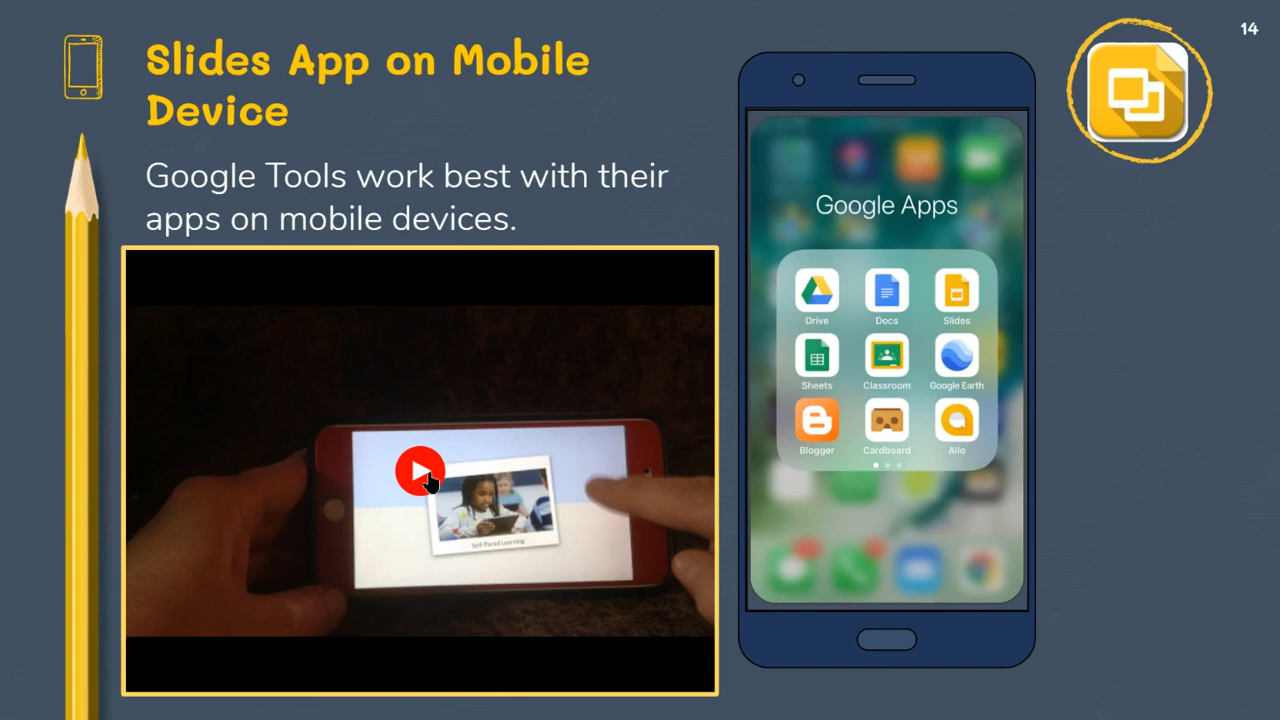 14
Slides App on Mobile
Device
Google Tools work best with their
apps on mobile devices.
Self-Paced Learning
Google Apps
Drive Docs Slides
Sheets Classroom Google Earth
Blogger Cardboard Allo